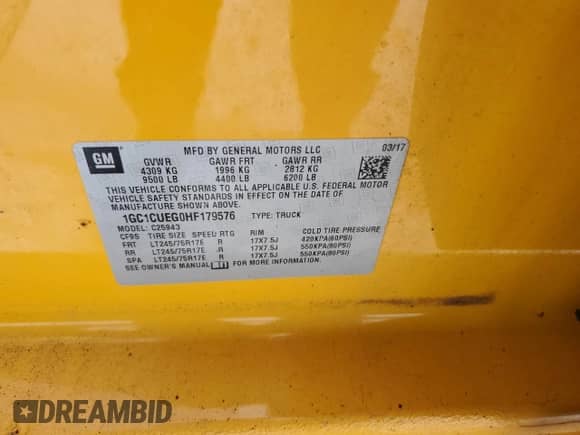 GM
MFD BY GENERAL MOTORS LLC 03/17
GVWR GAWR FRT GAWR RR
4309 KG 1996 KG 2812 KG
9500 LB 4400 LB 6200 LB
THIS VEHICLE CONFORMS TO ALL APPLICABLE U.S. FEDERAL MOTOR
VEHICLE SAFETY STANDARDS IN EFFECT ON THE DATE OF
MANUFACTURE SHOWN ABOVE.
1GC1CUEG0HF179576 TYPE: TRUCK
MODEL: C25943
CF9S TIRE SIZE SPEED RTG RIM COLD TIRE PRESSURE
FRT LT245/75R17E R 17X7.5J 420KPA(60PSI)
RR LT245/75R17E R 17X7.5J 550KPA(80PSI)
SPA LT245/75R17E R 17X7.5J 550KPA(80PSI)
SEE OWNER'S MANUAL FOR MORE INFORMATION.
DREAMBID